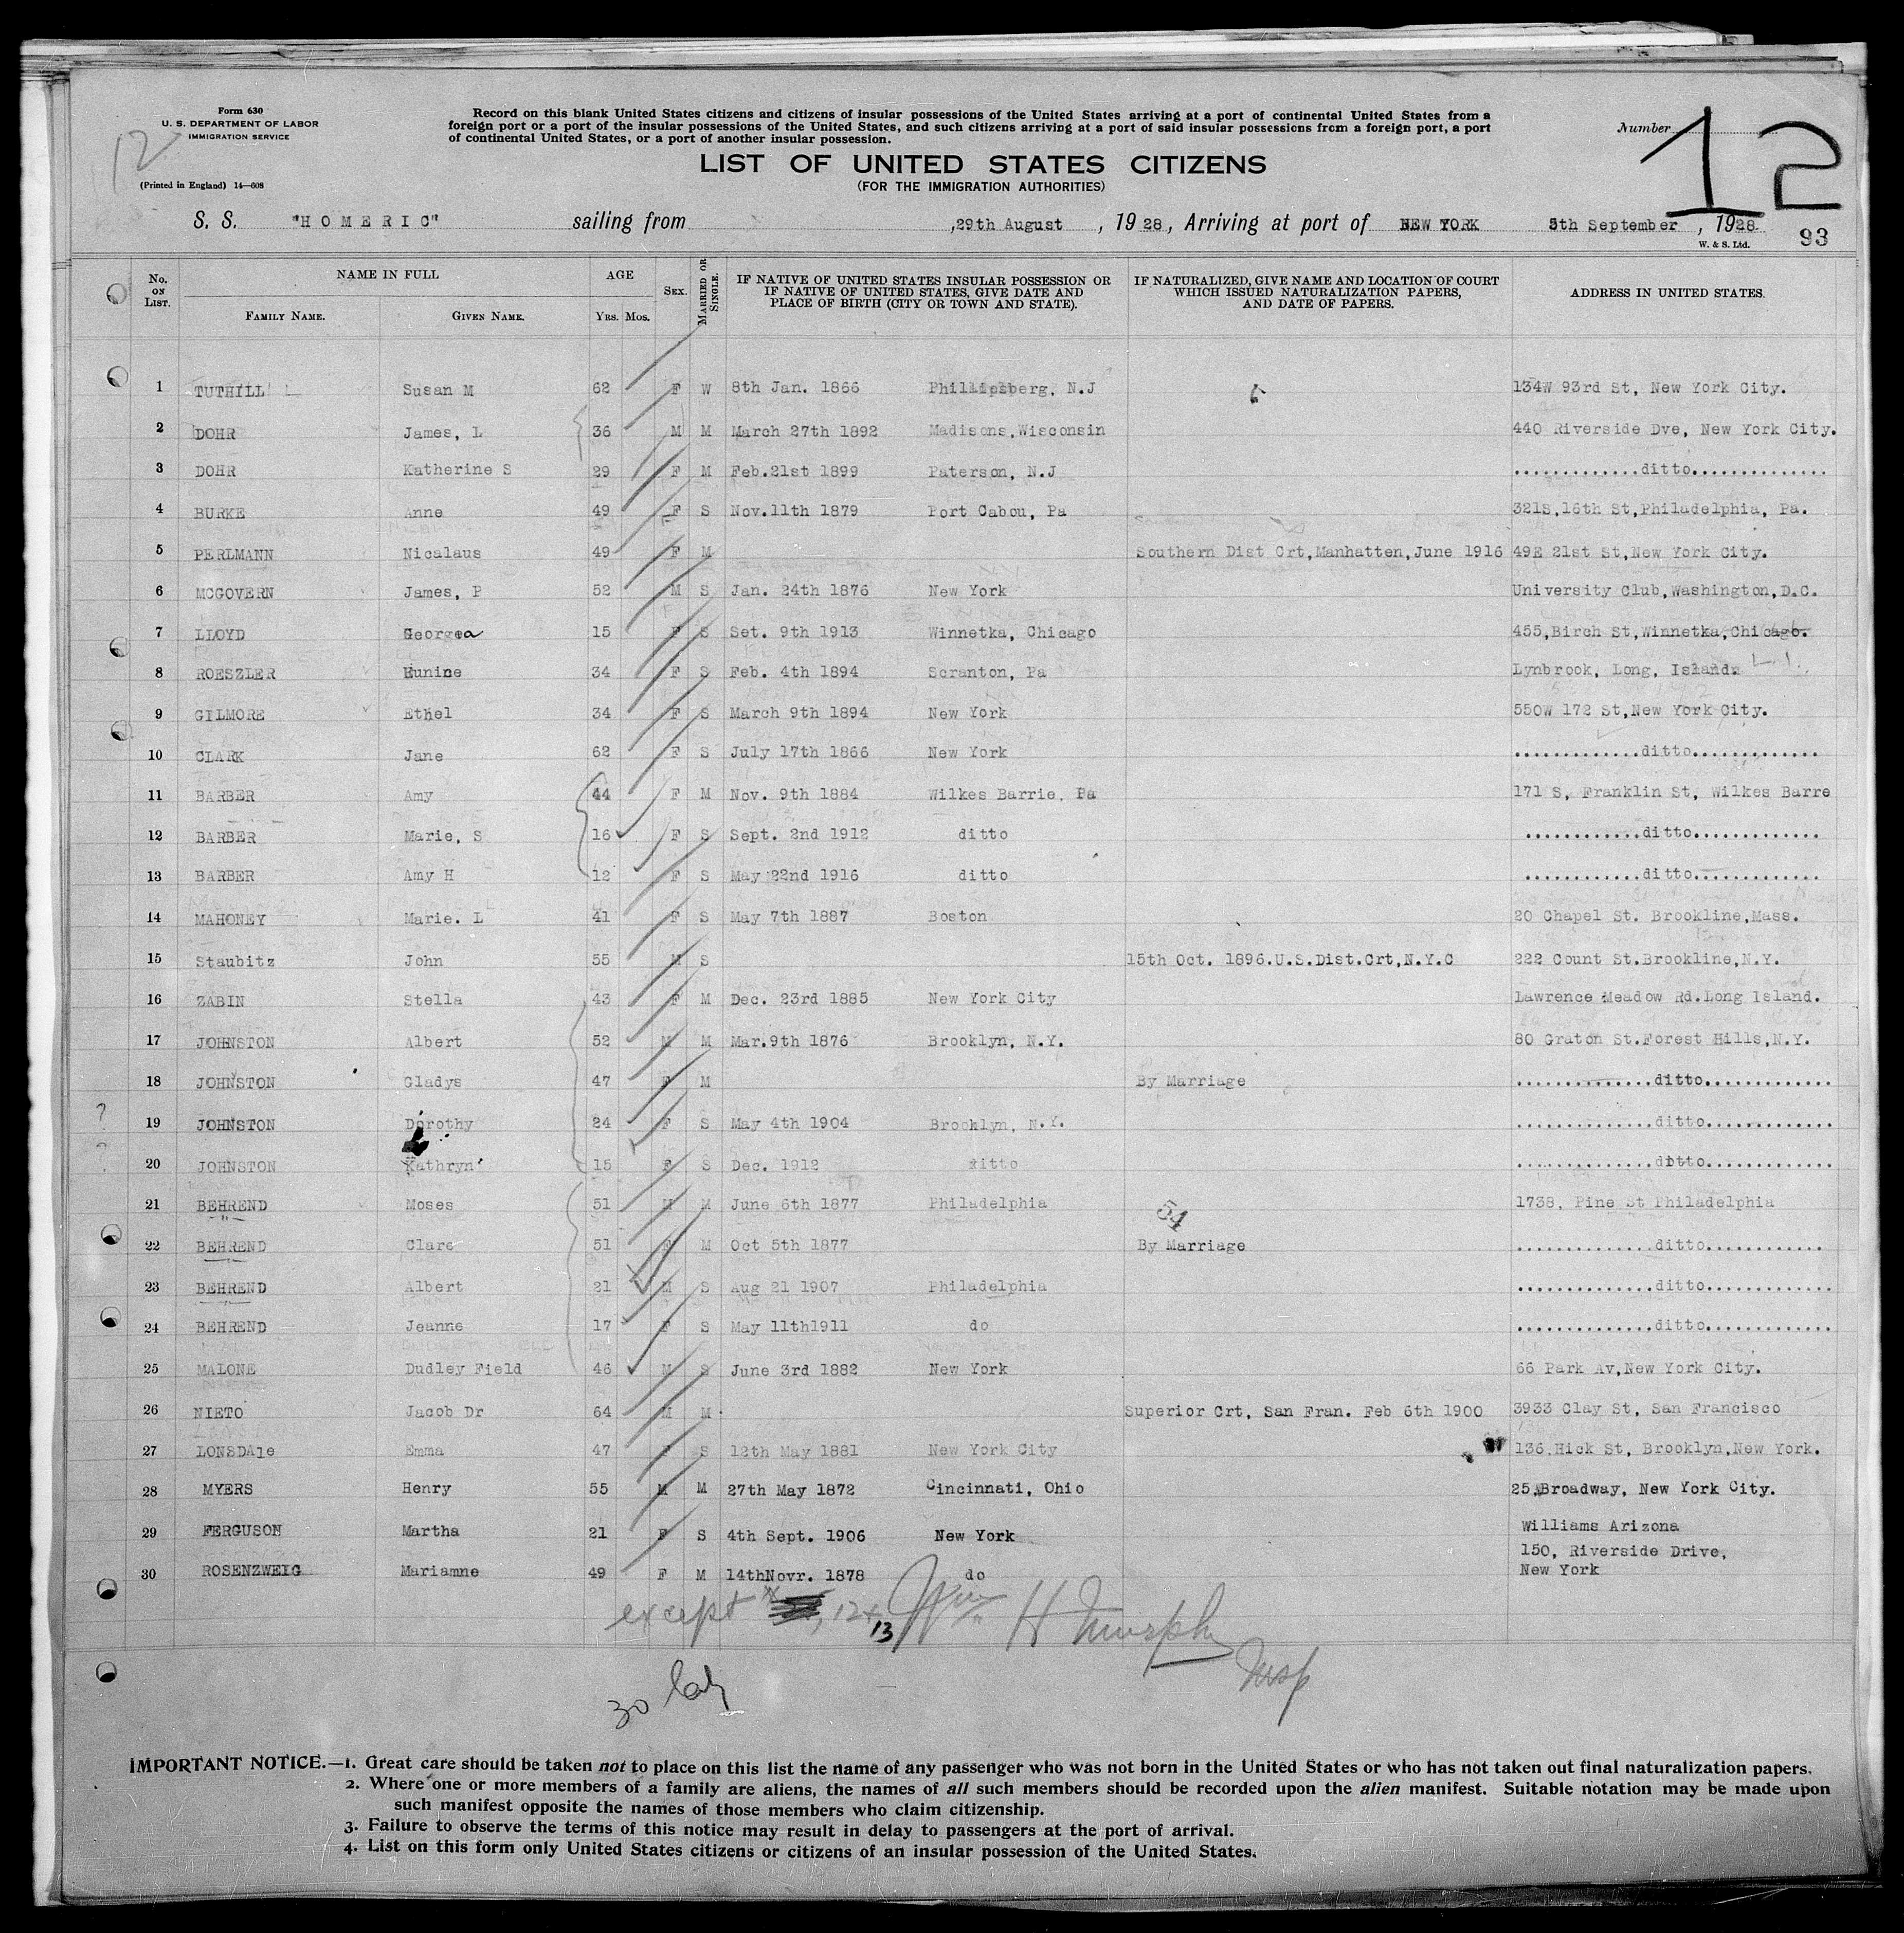 Form 630
U. S. DEPARTMENT OF LABOR
IMMIGRATION SERVICE
(Printed in England) 14—608
12
Record on this blank United States citizens and citizens of insular possessions of the United States arriving at a port of continental United States from a
foreign port or a port of the insular possessions of the United States, and such citizens arriving at a port of said insular possessions from a foreign port, a port
of continental United States, or a port of another insular possession.
LIST OF UNITED STATES CITIZENS
(FOR THE IMMIGRATION AUTHORITIES)
Number 12
S. S. "HOMERIC" sailing from ,29th August , 1928, Arriving at port of NEW YORK 5th September , 1928
W. & S. Ltd.
93
No. ON LIST. NAME IN FULL FAMILY NAME. GIVEN NAME. AGE YRS. MOS. SEX. MARRIED OR SINGLE. IF NATIVE OF UNITED STATES INSULAR POSSESSION OR IF NATIVE OF UNITED STATES, GIVE DATE AND PLACE OF BIRTH (CITY OR TOWN AND STATE). IF NATURALIZED, GIVE NAME AND LOCATION OF COURT WHICH ISSUED NATURALIZATION PAPERS, AND DATE OF PAPERS. ADDRESS IN UNITED STATES.
1 TUTHILL Susan M 62 F W 8th Jan. 1866 Phillipsberg, N.J 134W 93rd St, New York City.
2 DOHR James, L 36 M M March 27th 1892 Madisons,Wisconsin 440 Riverside Dve, New York City.
3 DOHR Katherine S 29 F M Feb.21st 1899 Paterson, N.J .............ditto..............
4 BURKE Anne 49 F S Nov.11th 1879 Port Cabou, Pa 321S,16th St,Philadelphia, Pa.
5 PERLMANN Nicalaus 49 F M Southern Dist Crt,Manhatten,June 1916 49E 21st St,New York City.
6 MCGOVERN James, P 52 M S Jan. 24th 1876 New York University Club,Washington,D.C.
7 LLOYD Georgea 15 F S Set. 9th 1913 Winnetka, Chicago 455,Birch St,Winnetka,Chicago.
8 ROESZLER Eunice 34 F S Feb. 4th 1894 Scranton, Pa Lynbrook, Long, Island. L.I.
9 GILMORE Ethel 34 F S March 9th 1894 New York 550W 172 St,New York City.
10 CLARK Jane 62 F S July 17th 1866 New York .............ditto.............
11 BARBER Amy 44 F M Nov. 9th 1884 Wilkes Barrie, Pa 171 S, Franklin St, Wilkes Barre
12 BARBER Marie, S 16 F S Sept. 2nd 1912 ditto ............ditto.............
13 BARBER Amy H 12 F S May 22nd 1916 ditto ............ditto.............
14 MAHONEY Marie. L 41 F S May 7th 1887 Boston 20 Chapel St. Brookline,Mass.
15 Staubitz John 55 M S 15th Oct. 1896.U.S.Dist.Crt,N.Y.C 222 Count St.Brookline,N.Y.
16 ZABIN Stella 43 F M Dec. 23rd 1885 New York City Lawrence Meadow Rd.Long Island.
17 JOHNSTON Albert 52 M M Mar.9th 1876 Brooklyn, N.Y. 80 Graton St.Forest Hills,N.Y.
18 JOHNSTON Gladys 47 F M By Marriage ..............ditto.............
? 19 JOHNSTON Dorothy 24 F S May 4th 1904 Brooklyn, N.Y. ..............ditto.............
? 20 JOHNSTON Kathryn 15 F S Dec. 1912 ditto ..............ditto.............
21 BEHREND Moses 51 M M June 6th 1877 Philadelphia 1738, Pine St Philadelphia
54
22 BEHREND Clare 51 F M Oct 5th 1877 By Marriage ..............ditto............
23 BEHREND Albert 21 M S Aug 21 1907 Philadelphia ..............ditto.............
24 BEHREND Jeanne 17 F S May 11th1911 do ..............ditto.............
25 MALONE Dudley Field 46 M S June 3rd 1882 New York 66 Park Av,New York City.
26 NIETO Jacob Dr 64 M M Superior Crt, San Fran. Feb 6th 1900 3933 Clay St, San Francisco
27 LONSDAle Emma 47 F S 12th May 1881 New York City 136,Hick St, Brooklyn,New York.
28 MYERS Henry 55 M M 27th May 1872 Cincinnati, Ohio 25,Broadway, New York City.
29 FERGUSON Martha 21 F S 4th Sept. 1906 New York Williams Arizona
30 ROSENZWEIG Mariamne 49 F M 14thNovr. 1878 do 150, Riverside Drive,
New York
except 12 + 13 Wm H Murphy
Insp
30
IMPORTANT NOTICE.—1. Great care should be taken not to place on this list the name of any passenger who was not born in the United States or who has not taken out final naturalization papers.
2. Where one or more members of a family are aliens, the names of all such members should be recorded upon the alien manifest. Suitable notation may be made upon
such manifest opposite the names of those members who claim citizenship.
3. Failure to observe the terms of this notice may result in delay to passengers at the port of arrival.
4. List on this form only United States citizens or citizens of an insular possession of the United States.